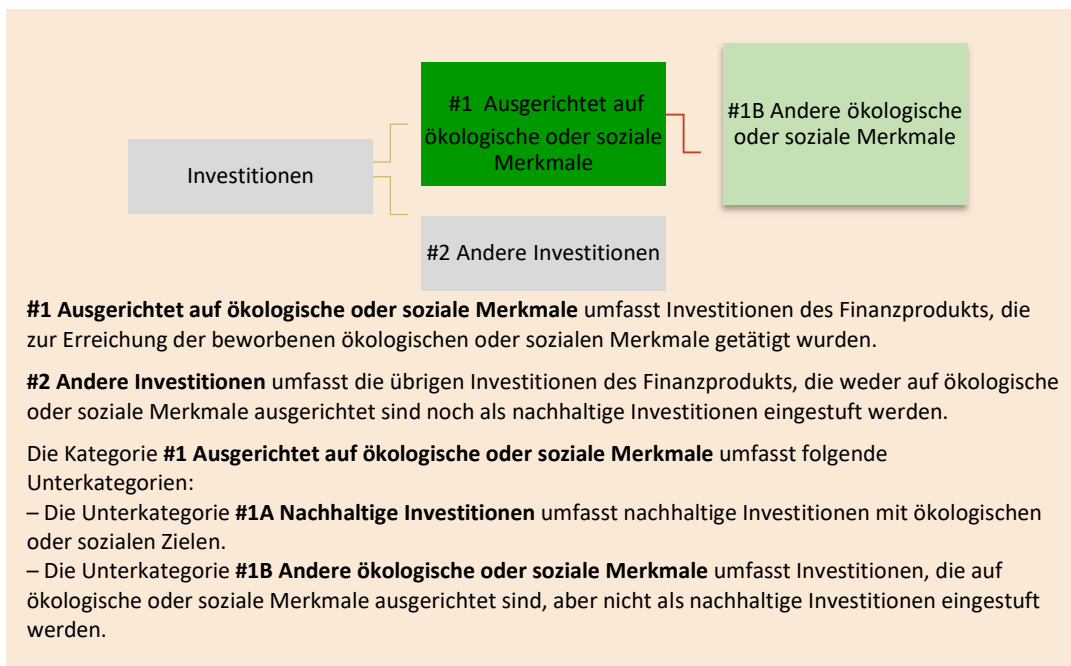 #1 Ausgerichtet auf
ökologische oder soziale
Merkmale
#1B Andere ökologische
oder soziale Merkmale
Investitionen
#2 Andere Investitionen
#1 Ausgerichtet auf ökologische oder soziale Merkmale umfasst Investitionen des Finanzprodukts, die
zur Erreichung der beworbenen ökologischen oder sozialen Merkmale getätigt wurden.
#2 Andere Investitionen umfasst die übrigen Investitionen des Finanzprodukts, die weder auf ökologische
oder soziale Merkmale ausgerichtet sind noch als nachhaltige Investitionen eingestuft werden.
Die Kategorie #1 Ausgerichtet auf ökologische oder soziale Merkmale umfasst folgende
Unterkategorien:
– Die Unterkategorie #1A Nachhaltige Investitionen umfasst nachhaltige Investitionen mit ökologischen
oder sozialen Zielen.
– Die Unterkategorie #1B Andere ökologische oder soziale Merkmale umfasst Investitionen, die auf
ökologische oder soziale Merkmale ausgerichtet sind, aber nicht als nachhaltige Investitionen eingestuft
werden.